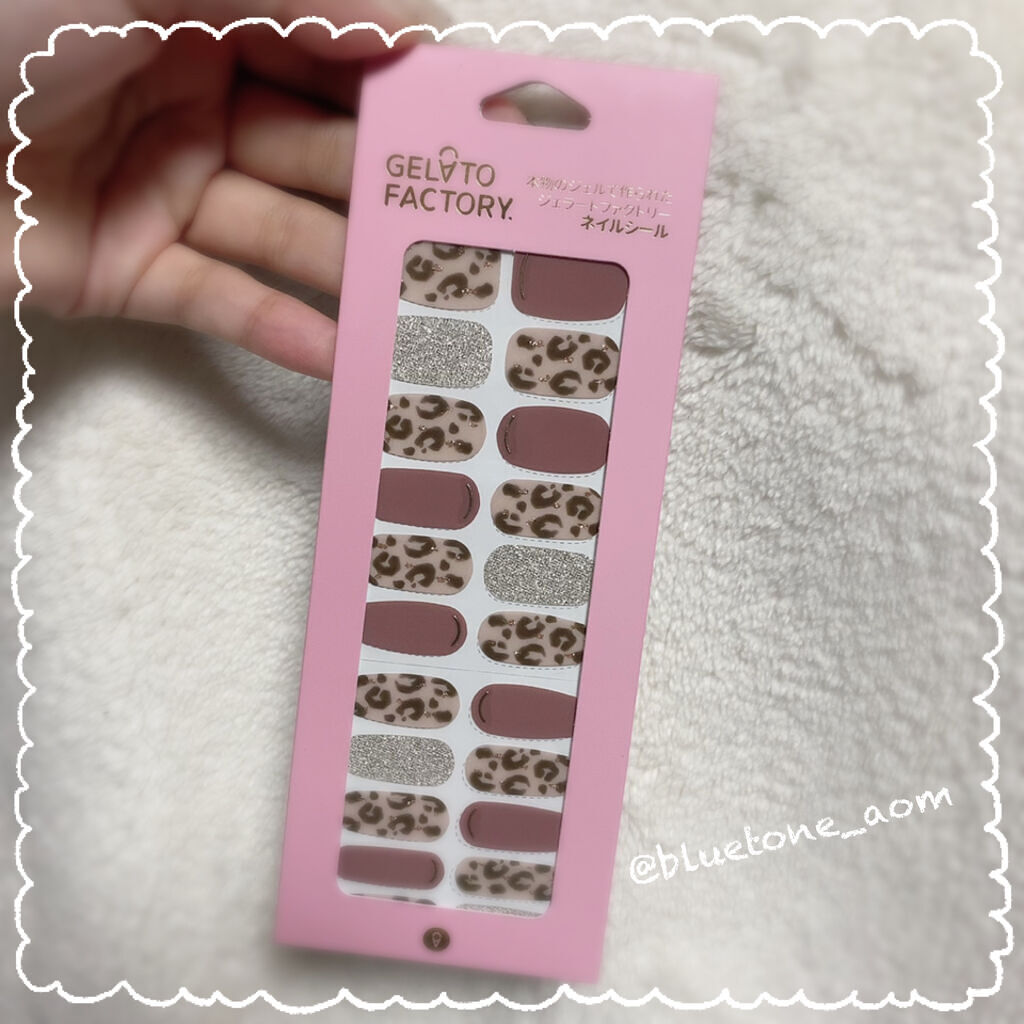 GELATO
FACTORY.
本物のジェルで作られた
ジェラートファクトリー
ネイルシール
@bluetone_aom